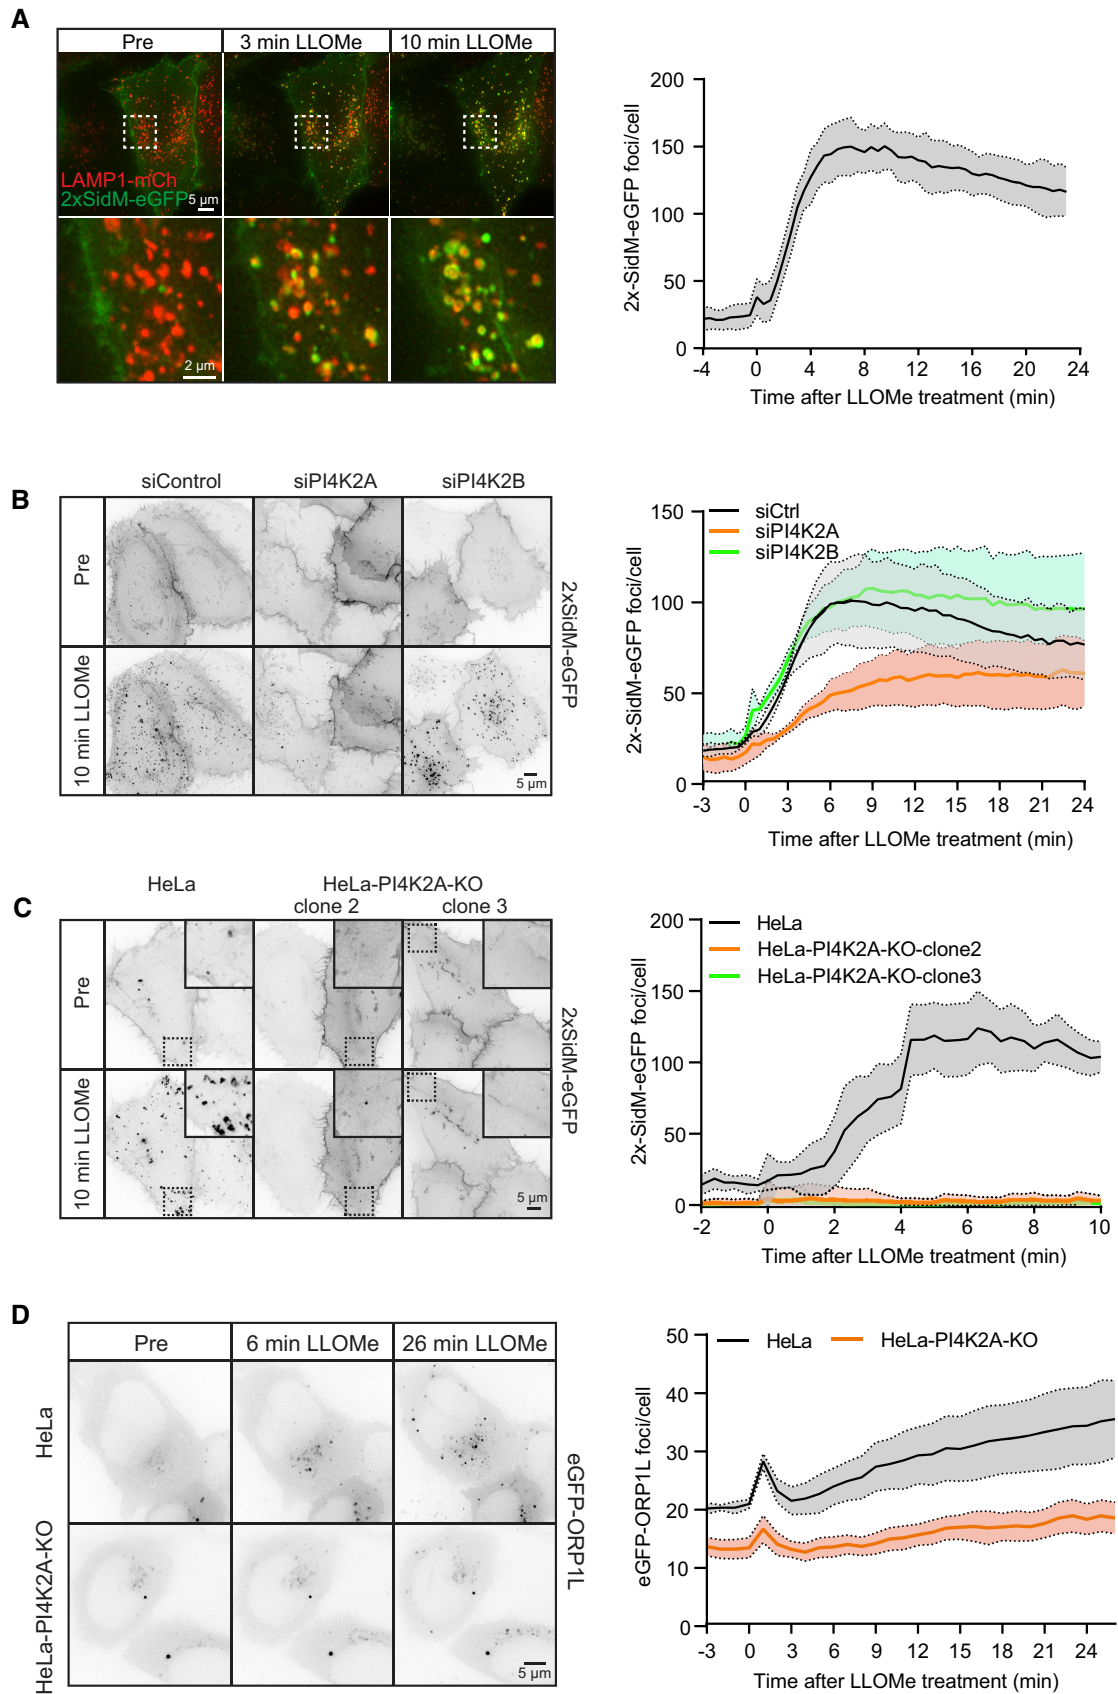 A
Pre
3 min LLOMe
10 min LLOMe
LAMP1-mCh
2xSidM-eGFP
5 µm
2 µm
2x-SidM-eGFP foci/cell
200
150
100
50
0
-4
0
4
8
12
16
20
24
Time after LLOMe treatment (min)
B
siControl
siPI4K2A
siPI4K2B
Pre
10 min LLOMe
2xSidM-eGFP
5 µm
2x-SidM-eGFP foci/cell
150
100
50
0
siCtrl
siPI4K2A
siPI4K2B
-3
0
3
6
9
12
15
18
21
24
Time after LLOMe treatment (min)
C
HeLa
HeLa-PI4K2A-KO
clone 2
clone 3
Pre
10 min LLOMe
2xSidM-eGFP
5 µm
2x-SidM-eGFP foci/cell
200
150
100
50
0
HeLa
HeLa-PI4K2A-KO-clone2
HeLa-PI4K2A-KO-clone3
-2
0
2
4
6
8
10
Time after LLOMe treatment (min)
D
Pre
6 min LLOMe
26 min LLOMe
HeLa
HeLa-PI4K2A-KO
eGFP-ORP1L
5 µm
eGFP-ORP1L foci/cell
50
40
30
20
10
0
HeLa
HeLa-PI4K2A-KO
-3
0
3
6
9
12
15
18
21
24
Time after LLOMe treatment (min)